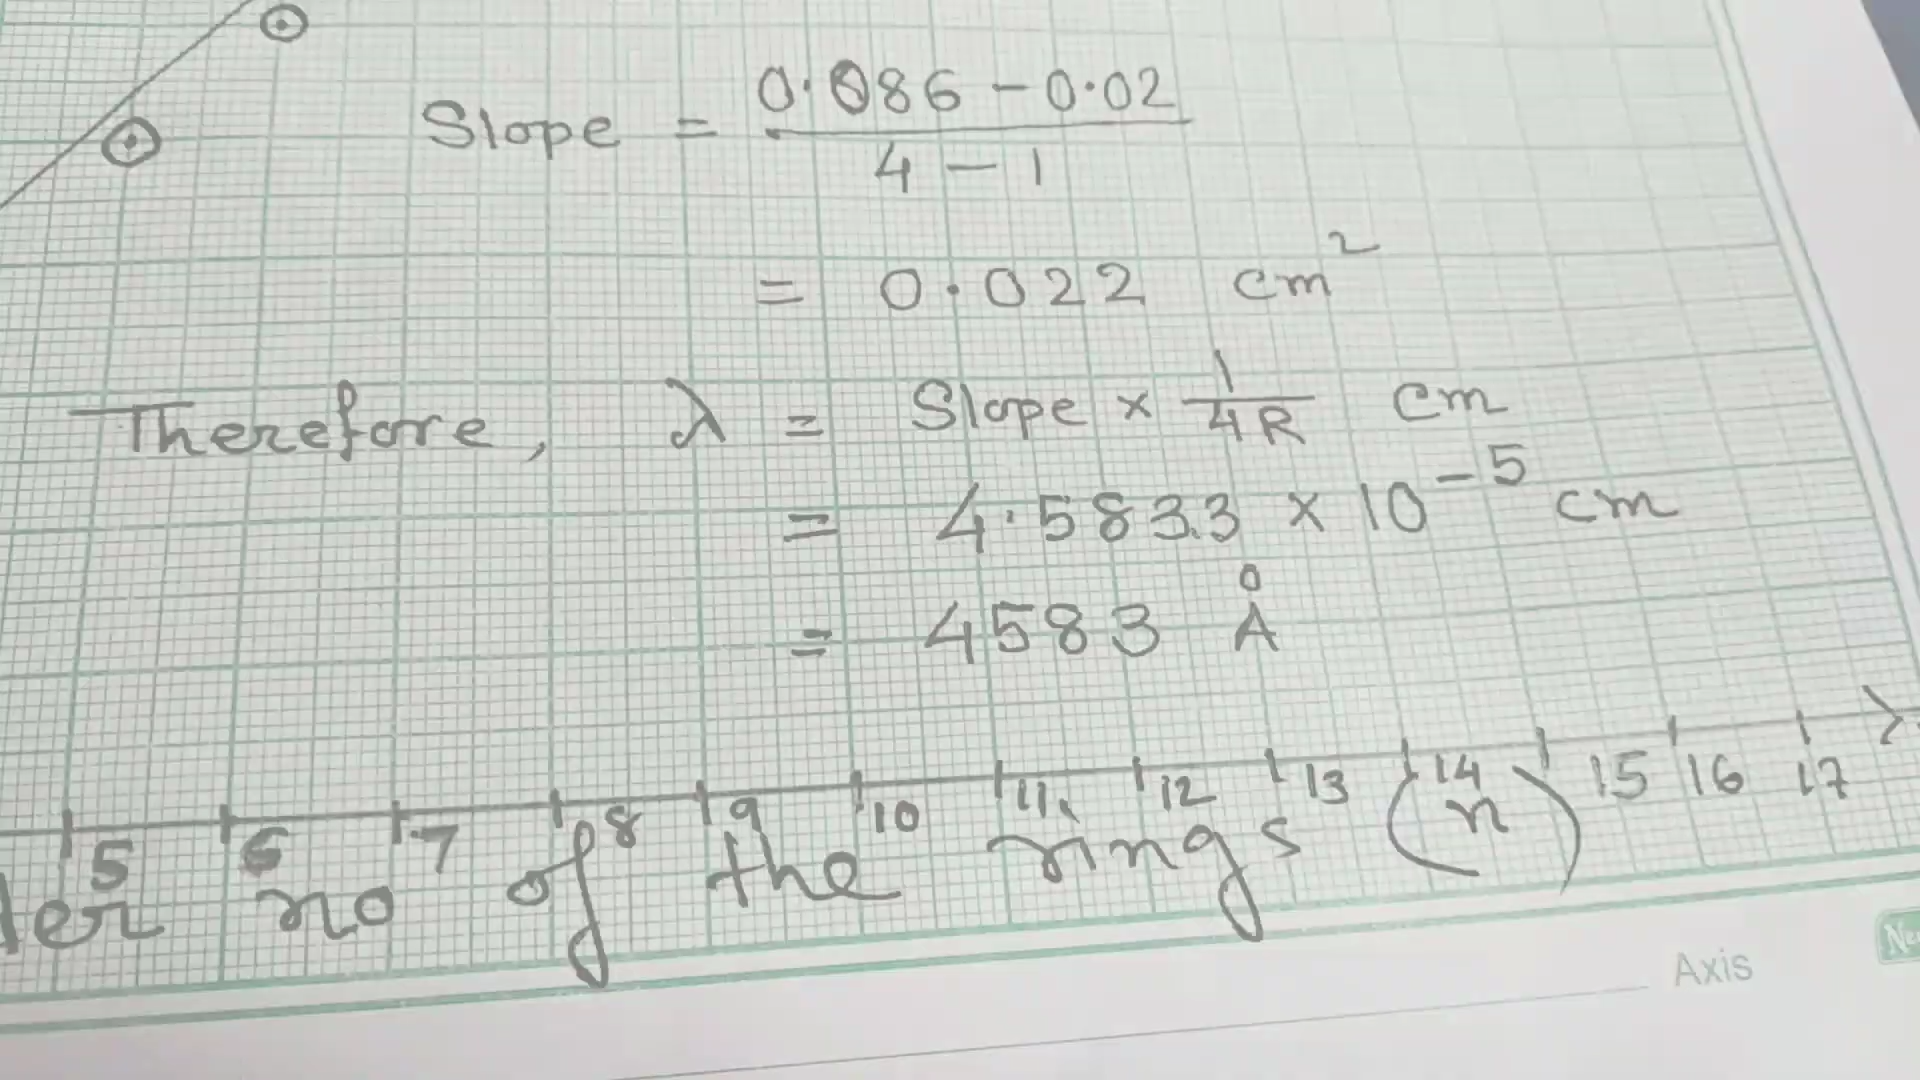 Slope = 0.086 - 0.02 / 4 - 1
= 0.022 cm²
Therefore, λ = Slope × 1/4R cm
= 4.5833 × 10⁻⁵ cm
= 4583 Å
5 6 7 8 9 10 11 12 13 14 15 16 17
no of the rings (n)
Axis